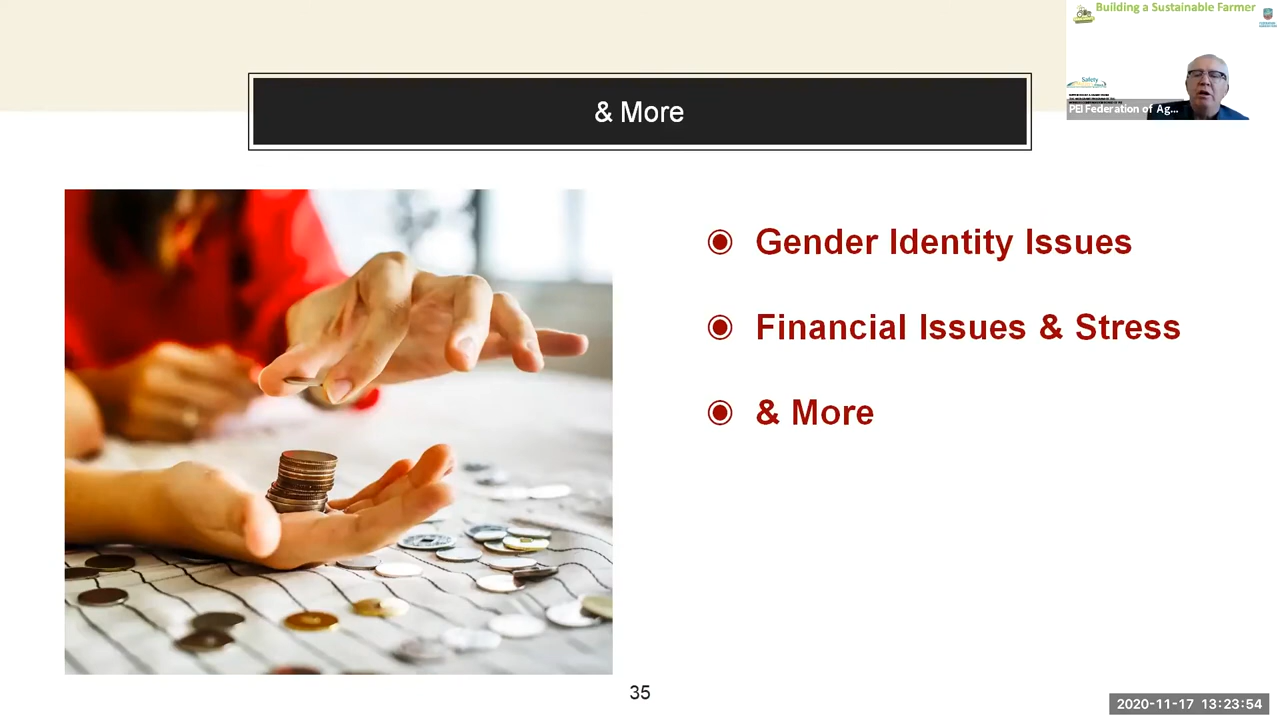 Building a Sustainable Farmer
& More
Safety
PEI Federation of Ag...
Gender Identity Issues
Financial Issues & Stress
& More
35
2020-11-17 13:23:54